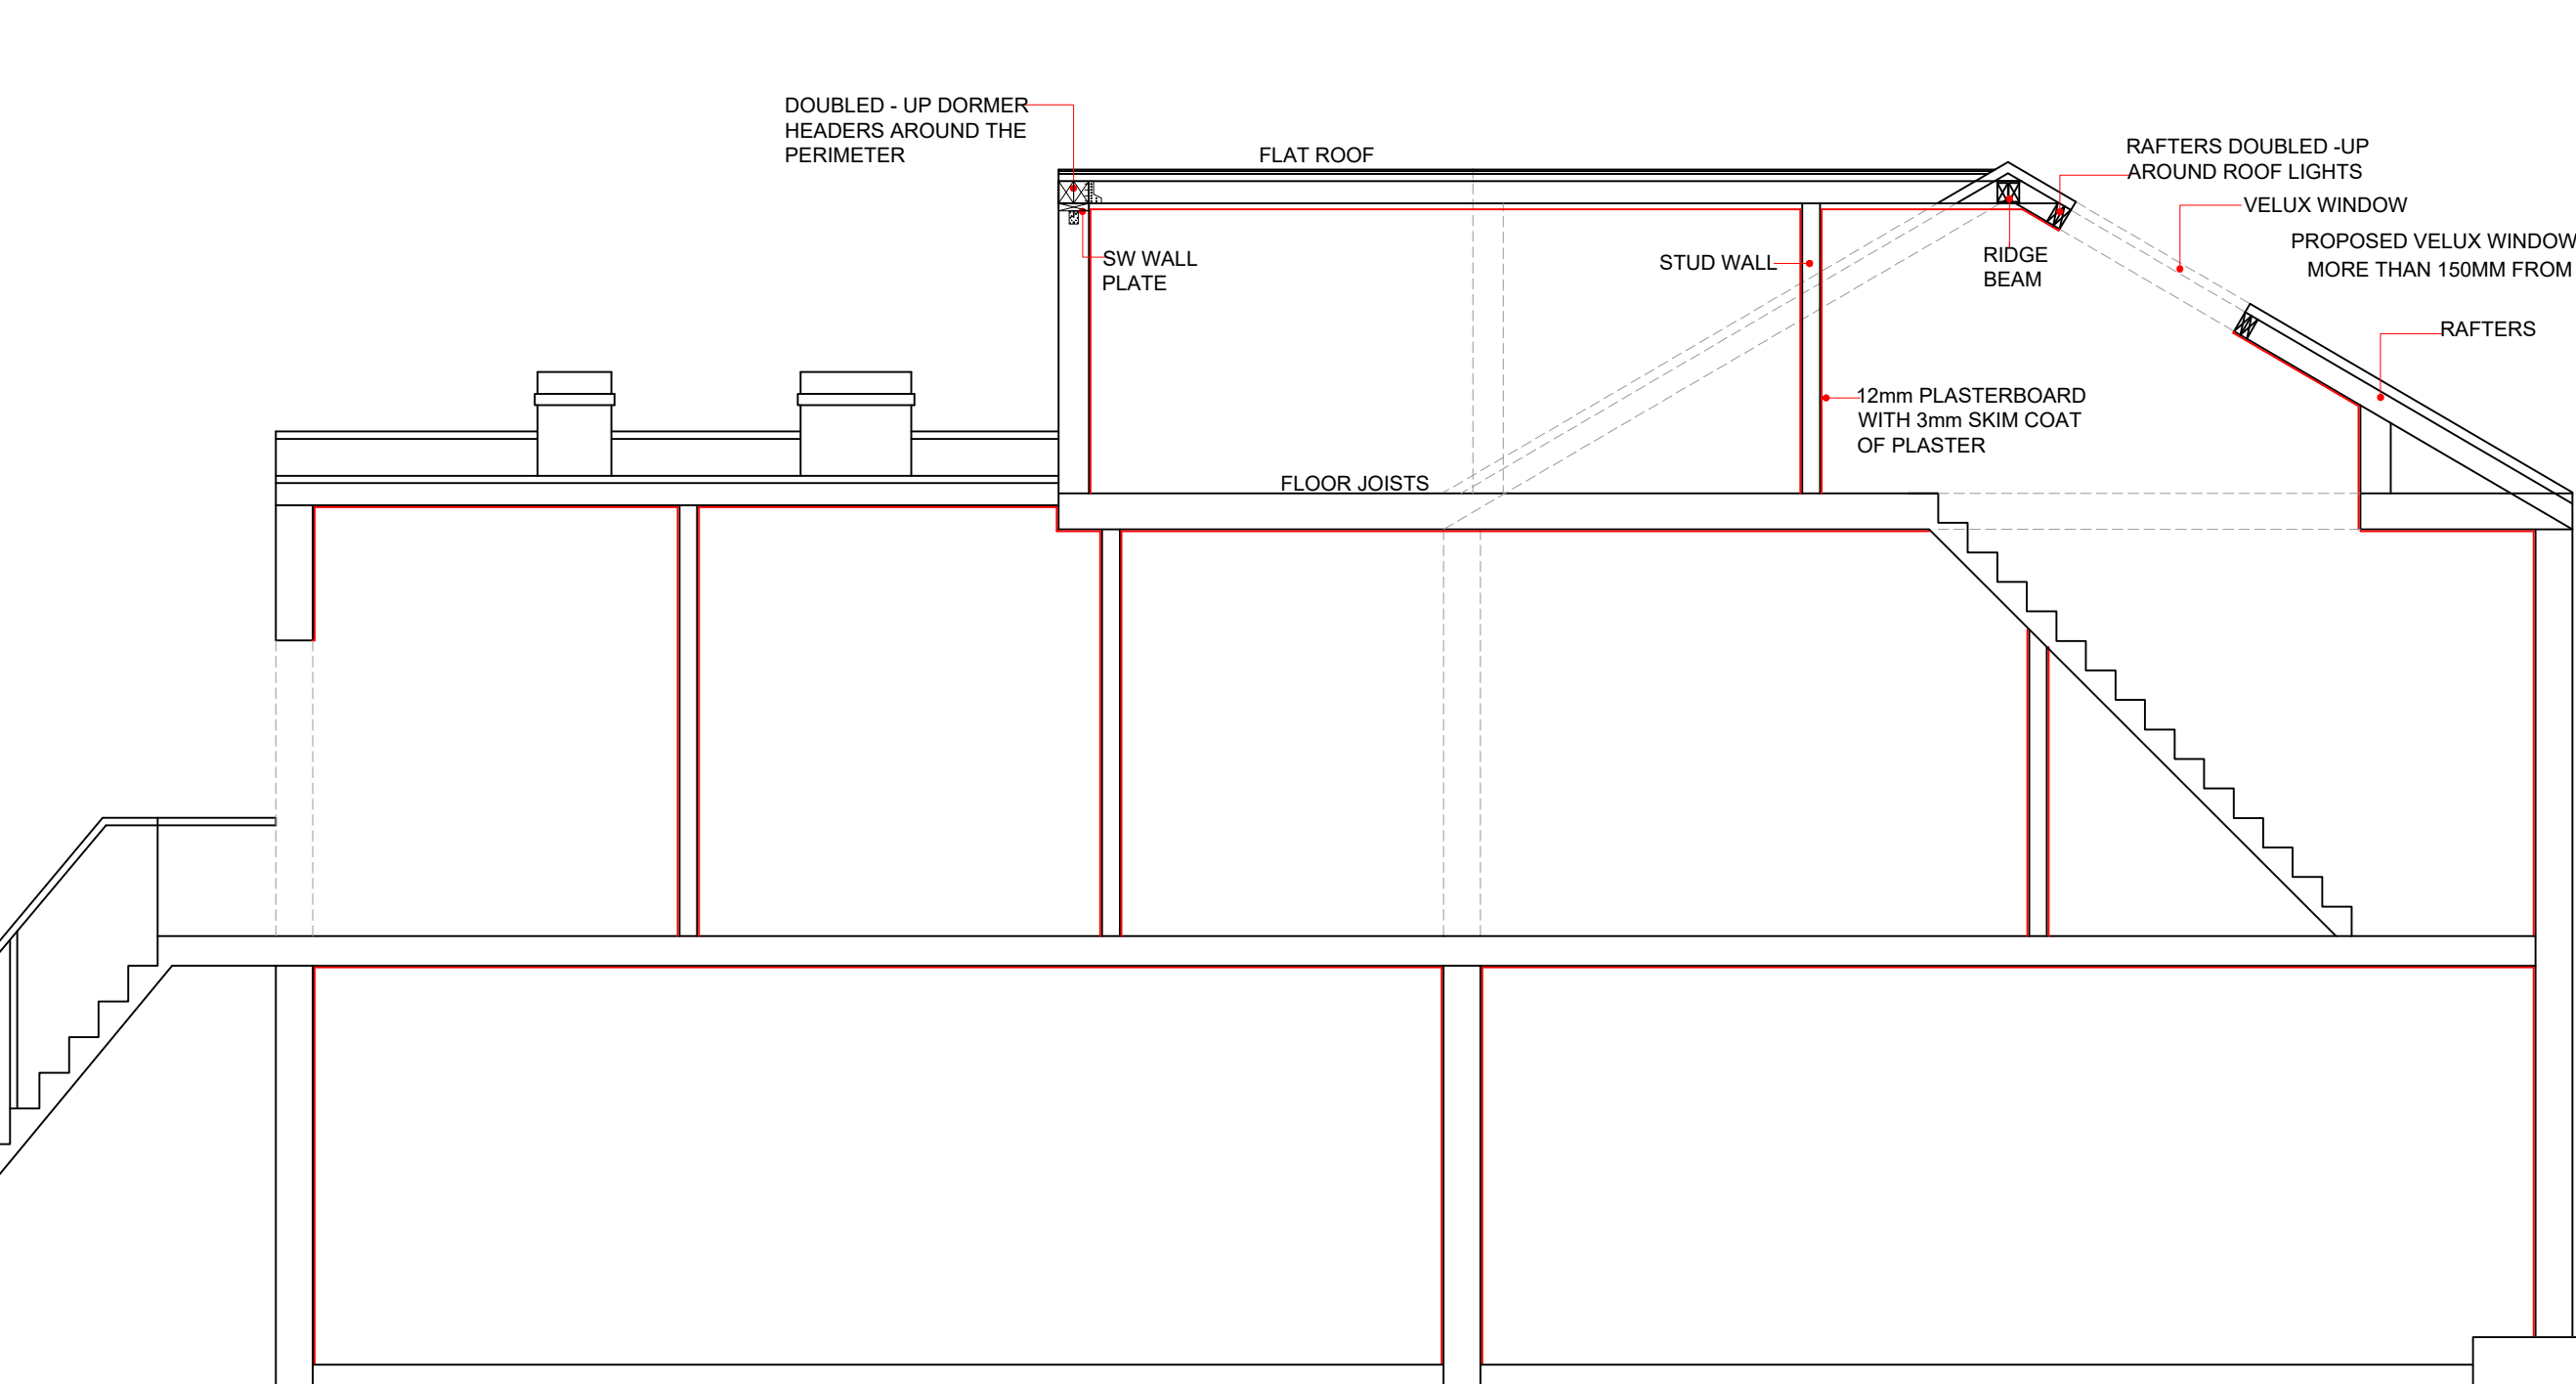 DOUBLED - UP DORMER
HEADERS AROUND THE
PERIMETER
FLAT ROOF
RAFTERS DOUBLED -UP
AROUND ROOF LIGHTS
VELUX WINDOW
PROPOSED VELUX WINDOW
MORE THAN 150MM FROM
SW WALL
PLATE
STUD WALL
RIDGE
BEAM
RAFTERS
12mm PLASTERBOARD
WITH 3mm SKIM COAT
OF PLASTER
FLOOR JOISTS